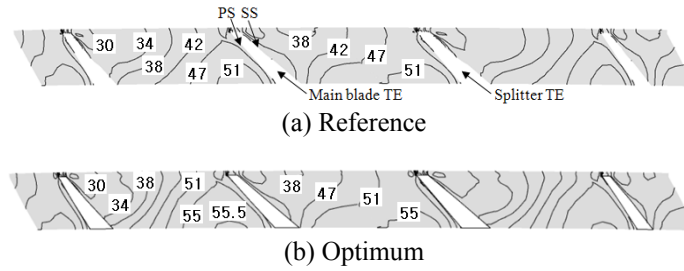 PS SS
30 34 42 38 42 47
38 47 51 51
Main blade TE Splitter TE
(a) Reference
30 38 51 38 47 51
34 55 55.5 55
(b) Optimum